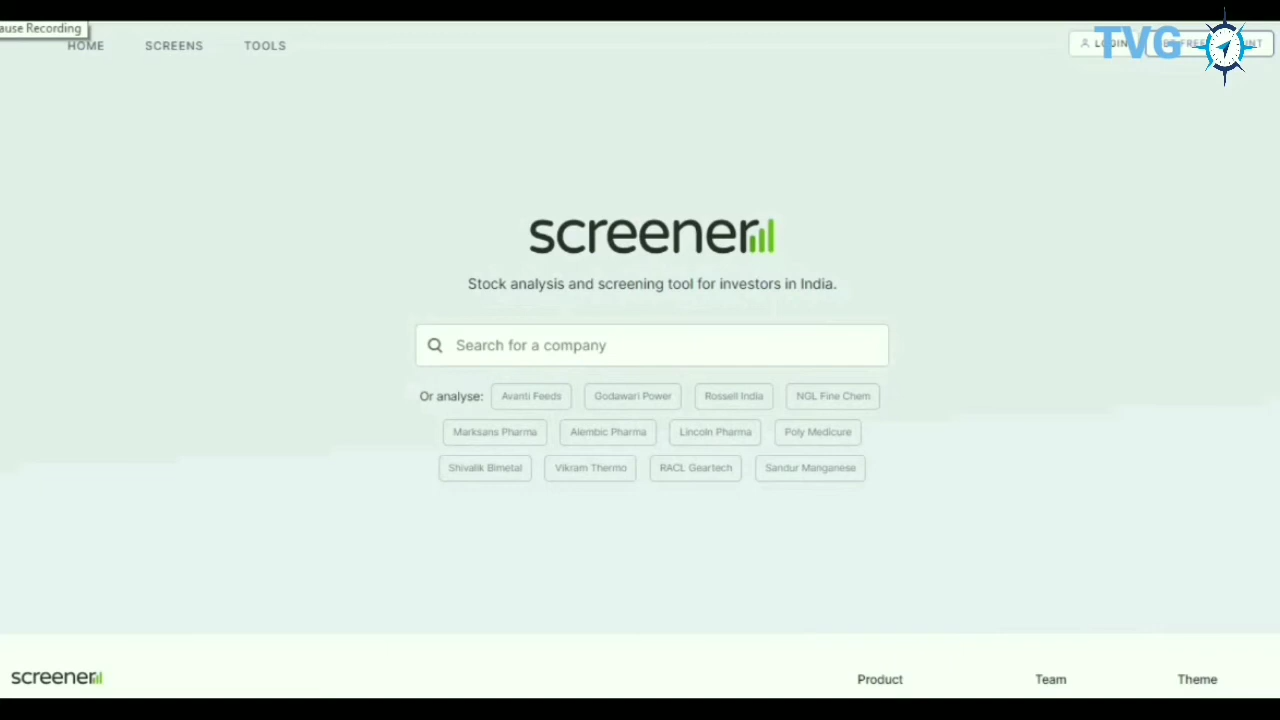 ause Recording
HOME SCREENS TOOLS
LOGIN FREE
TVG
screener
Stock analysis and screening tool for investors in India.
Search for a company
Or analyse: Avanti Feeds Godawari Power Rossell India NGL Fine Chem
Marksans Pharma Alembic Pharma Lincoln Pharma Poly Medicure
Shivalik Bimetal Vikram Thermo RACL Geartech Sandur Manganese
screener Product Team Theme